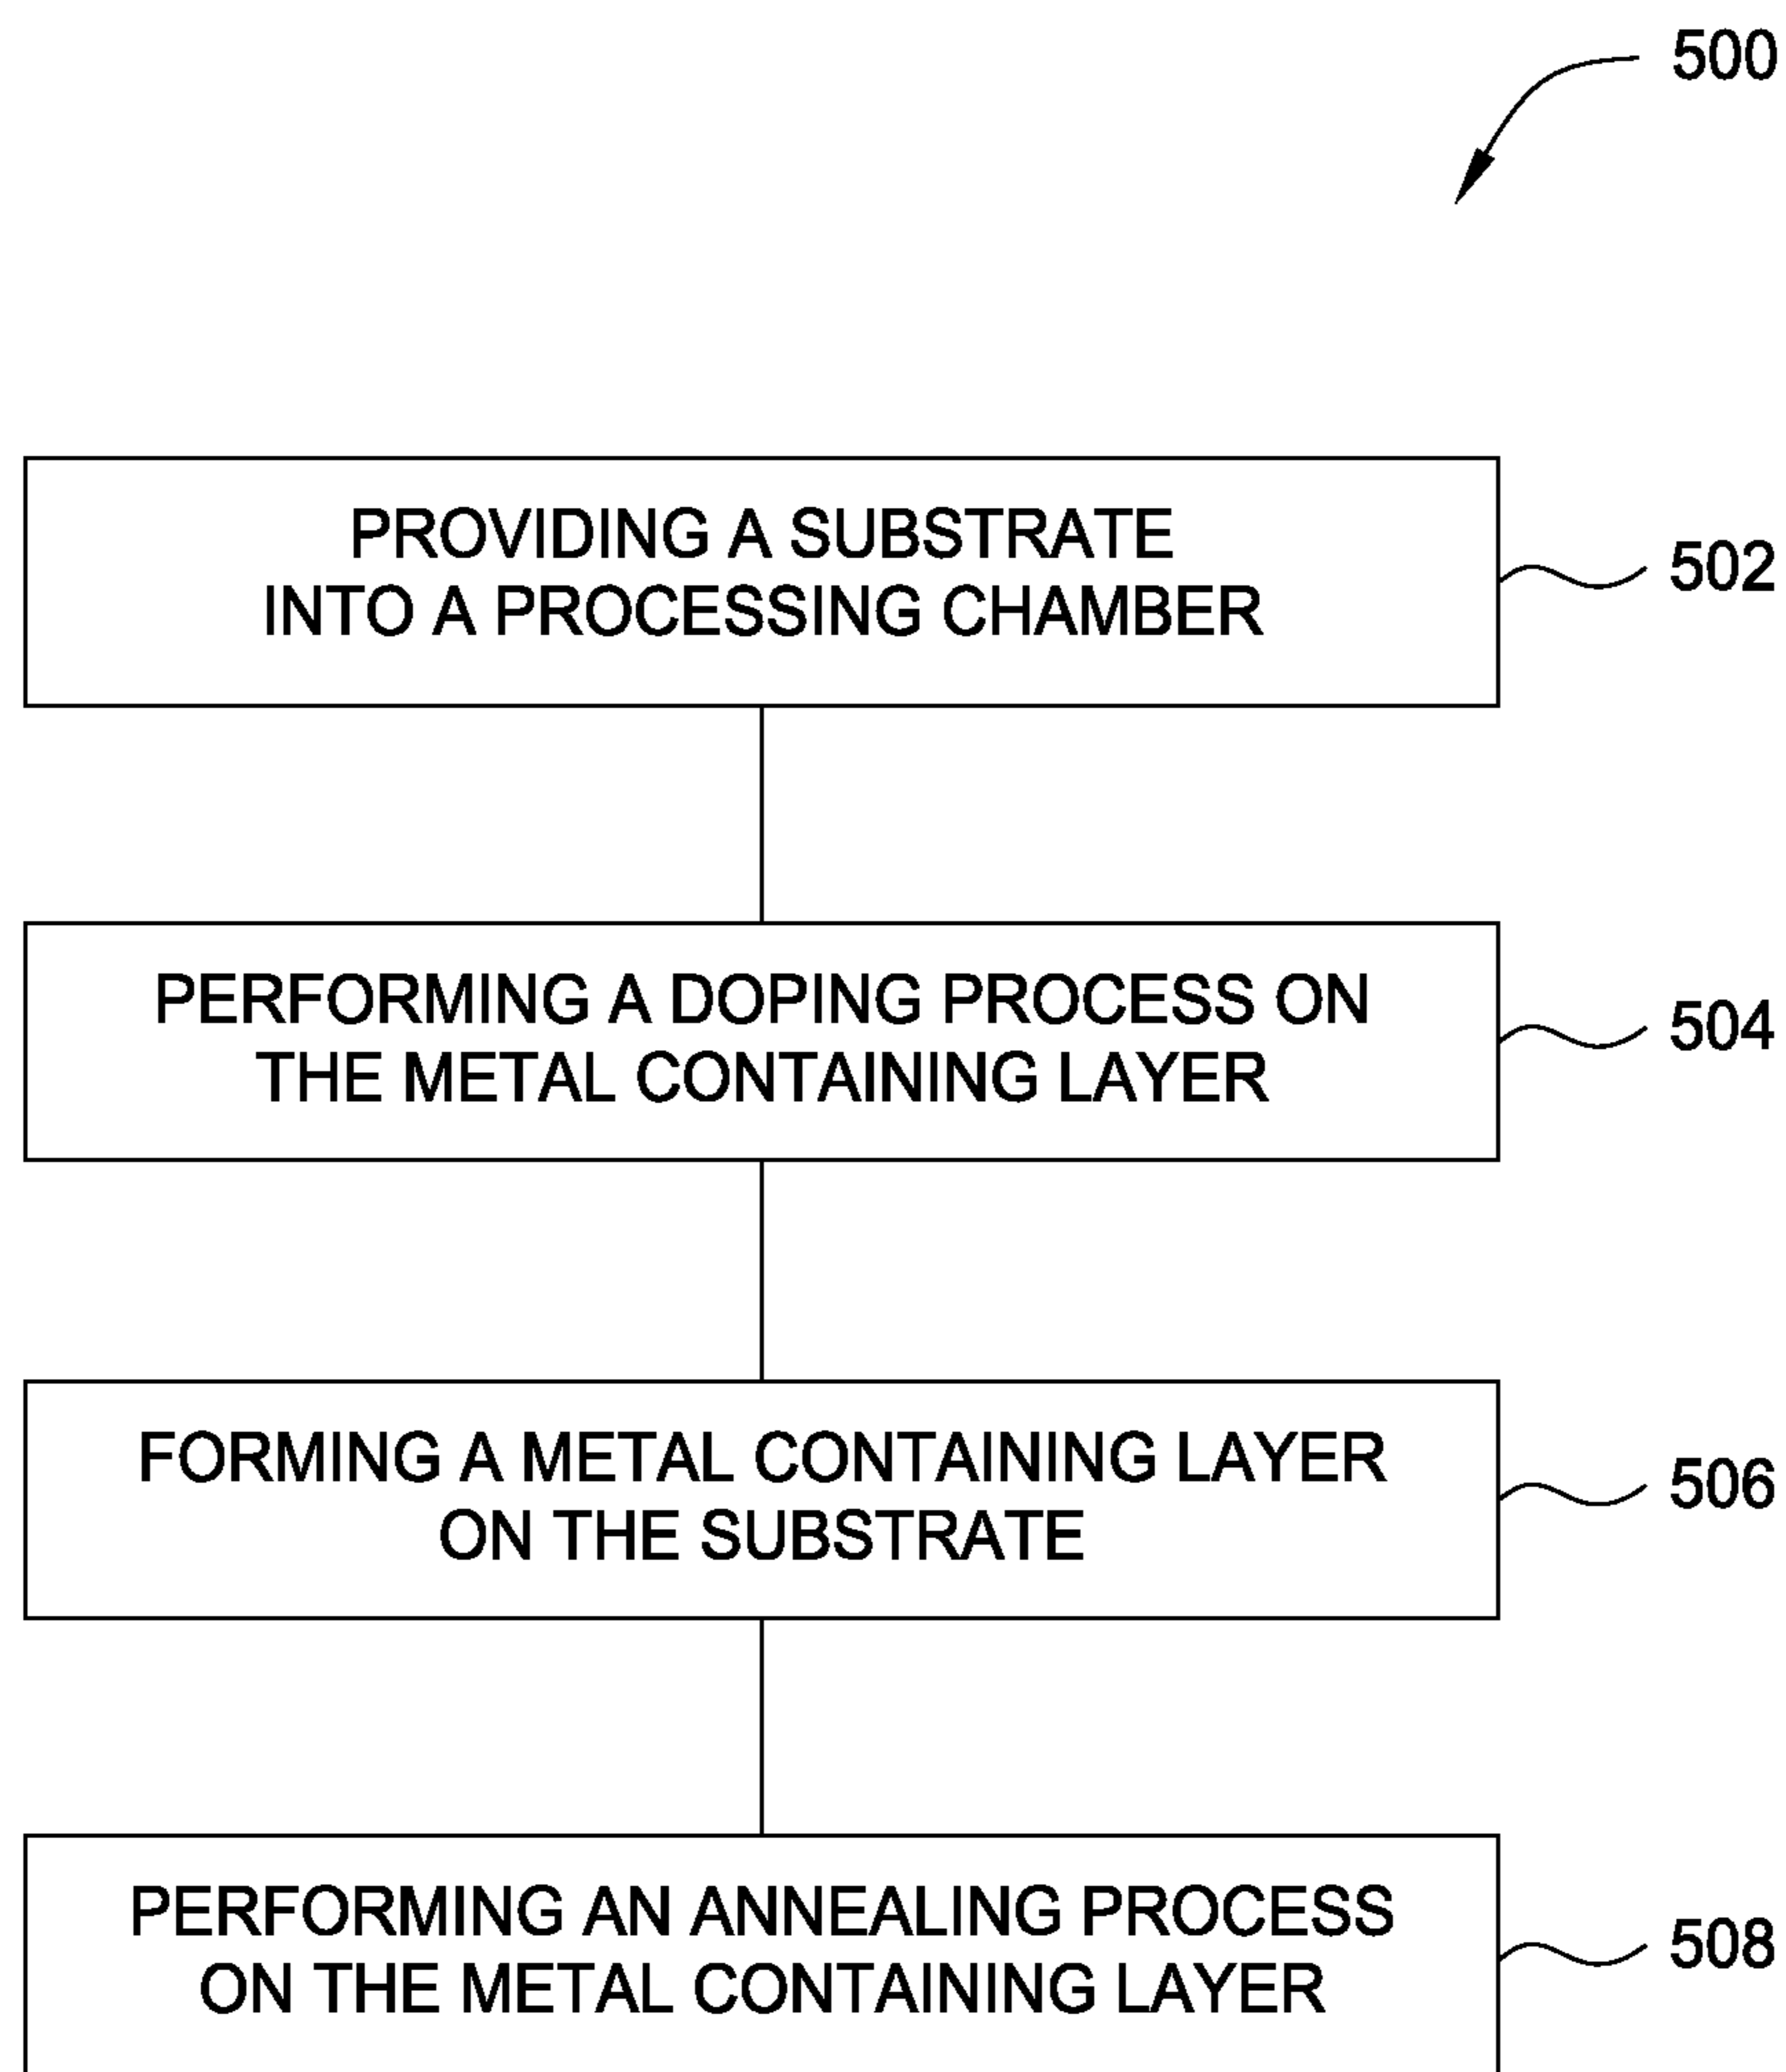 500
PROVIDING A SUBSTRATE
INTO A PROCESSING CHAMBER
502
PERFORMING A DOPING PROCESS ON
THE METAL CONTAINING LAYER
504
FORMING A METAL CONTAINING LAYER
ON THE SUBSTRATE
506
PERFORMING AN ANNEALING PROCESS
ON THE METAL CONTAINING LAYER
508